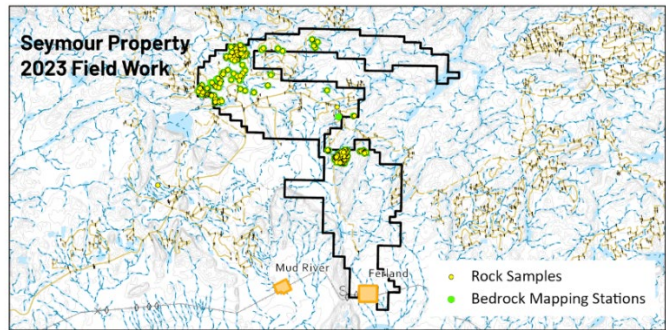 Seymour Property
2023 Field Work
Mud River
Ferland
Rock Samples
Bedrock Mapping Stations